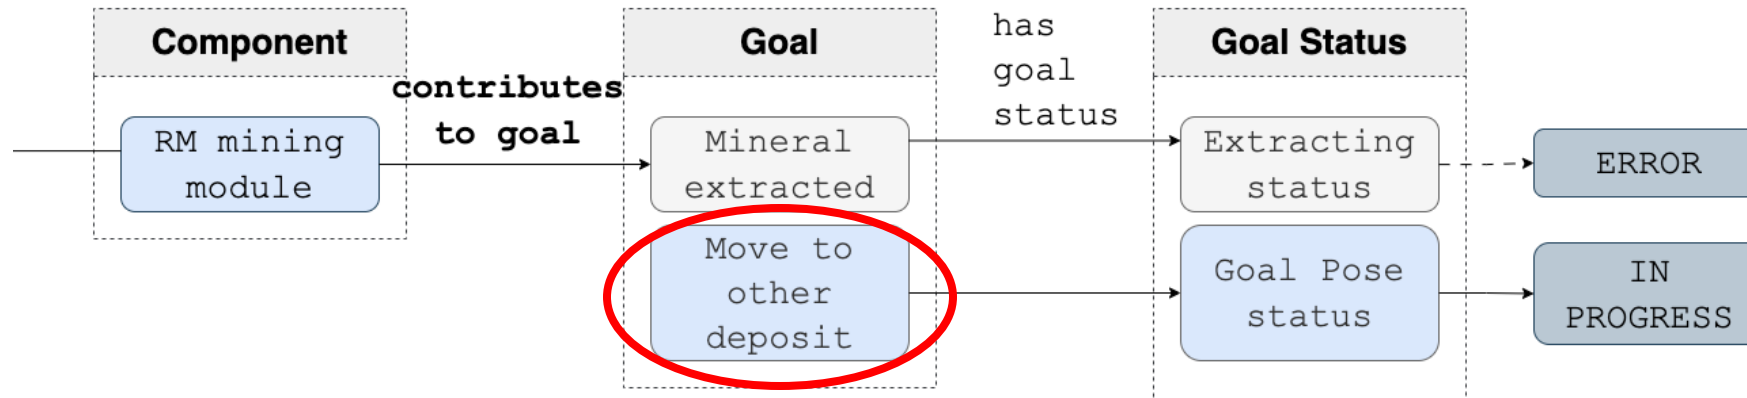 Component
Goal
has
goal
status
Goal Status
contributes
to goal
RM mining
module
Mineral
extracted
Extracting
status
ERROR
Move to
other
deposit
Goal Pose
status
IN
PROGRESS